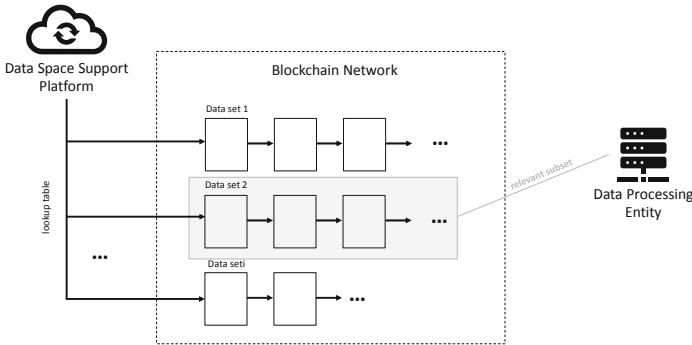 Data Space Support
Platform
Blockchain Network
Data set 1
...
Data set 2
...
relevant subset
Data Processing
Entity
lookup table
...
Data seti
...